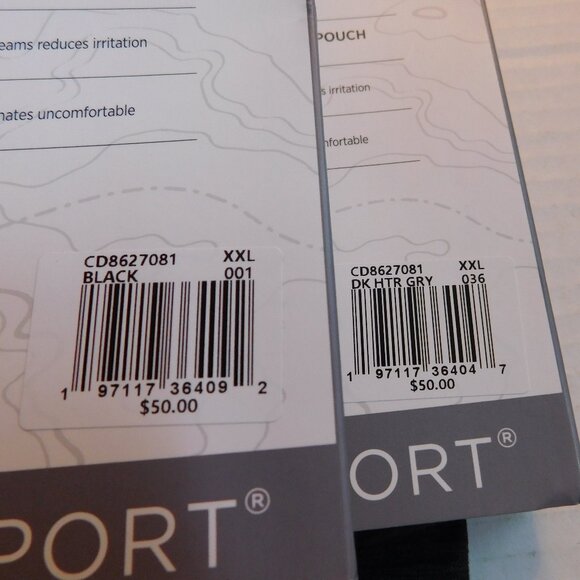 eams reduces irritation
nates uncomfortable
CD8627081 XXL
BLACK 001
1 97117 36409 2
$50.00
PORT®
POUCH
s irritation
nfortable
CD8627081 XXL
DK HTR GRY 036
1 97117 36404 7
$50.00
ORT®